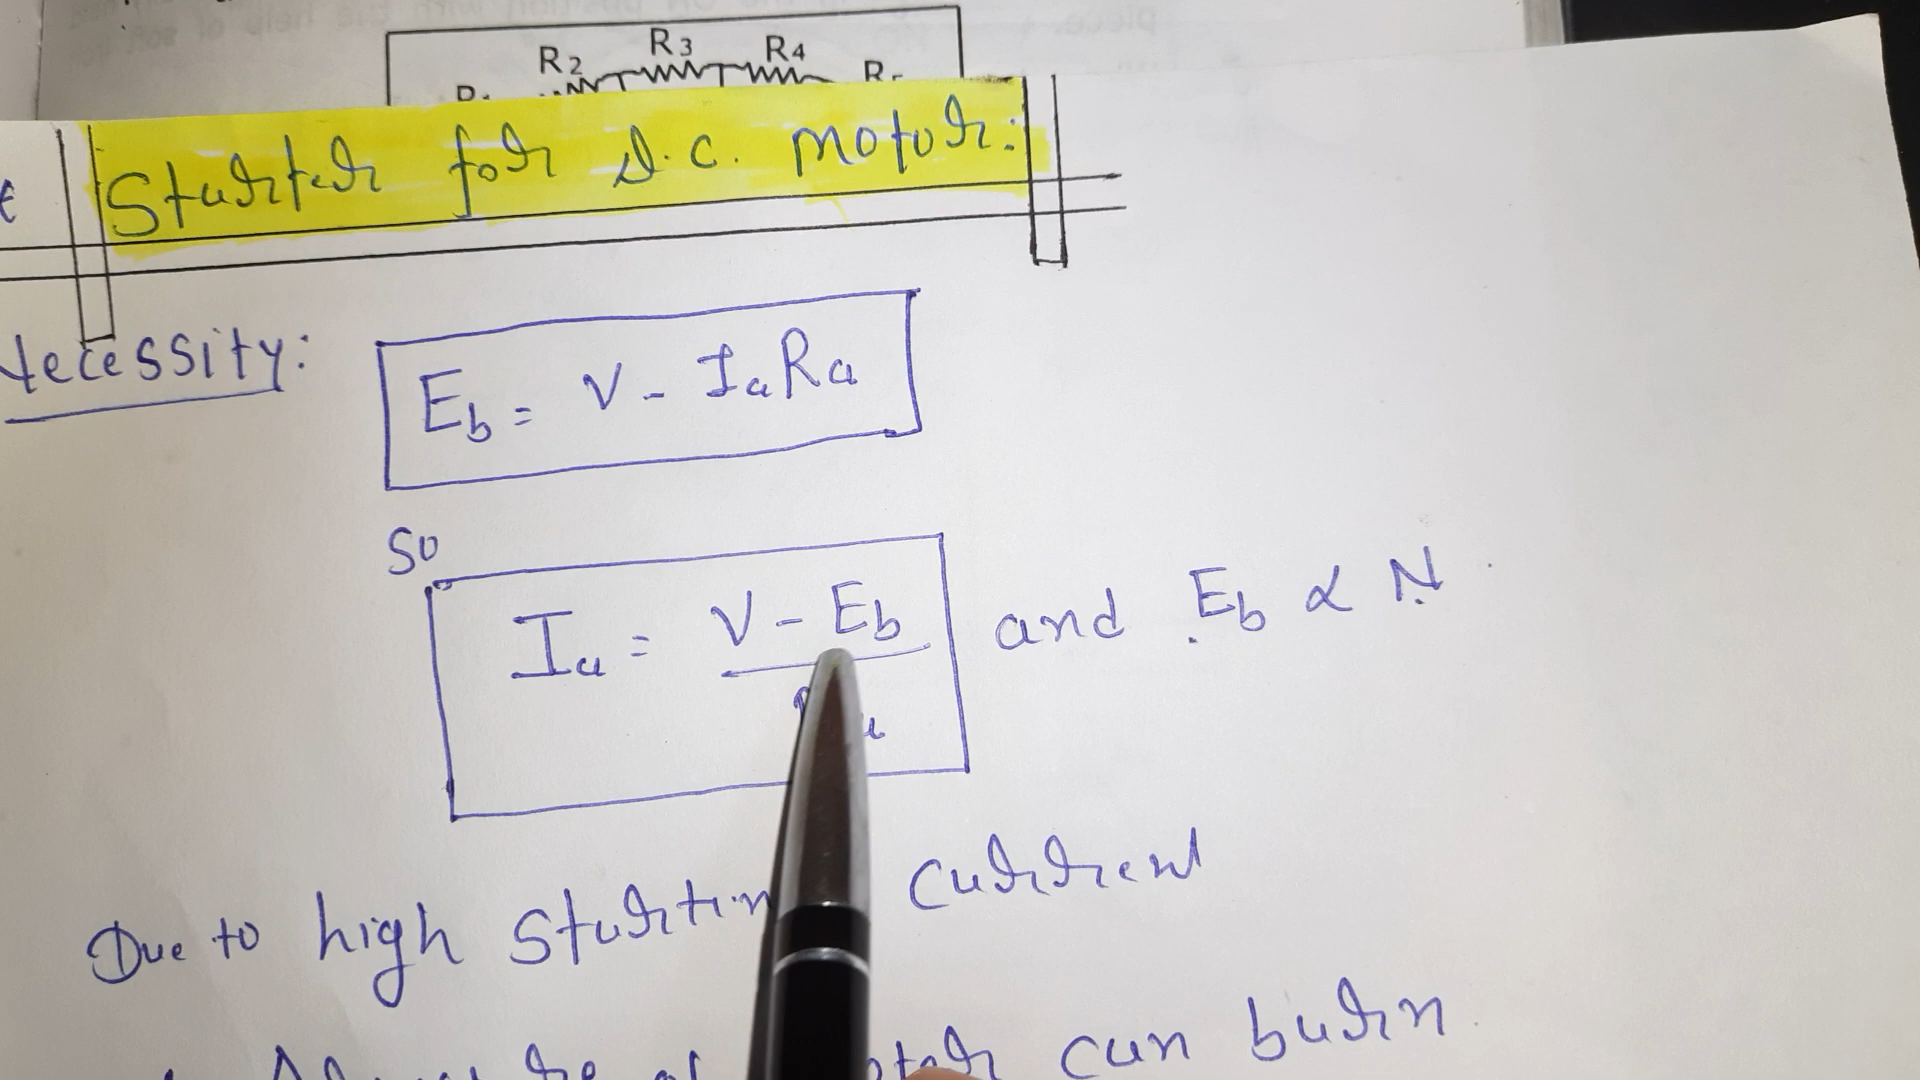 R2 R3 R4
Starter for D.C. motor:
Necessity:
Eb = V - IaRa
So
Ia = V - Eb / Ra and Eb ∝ N
Due to high starting current
can burn